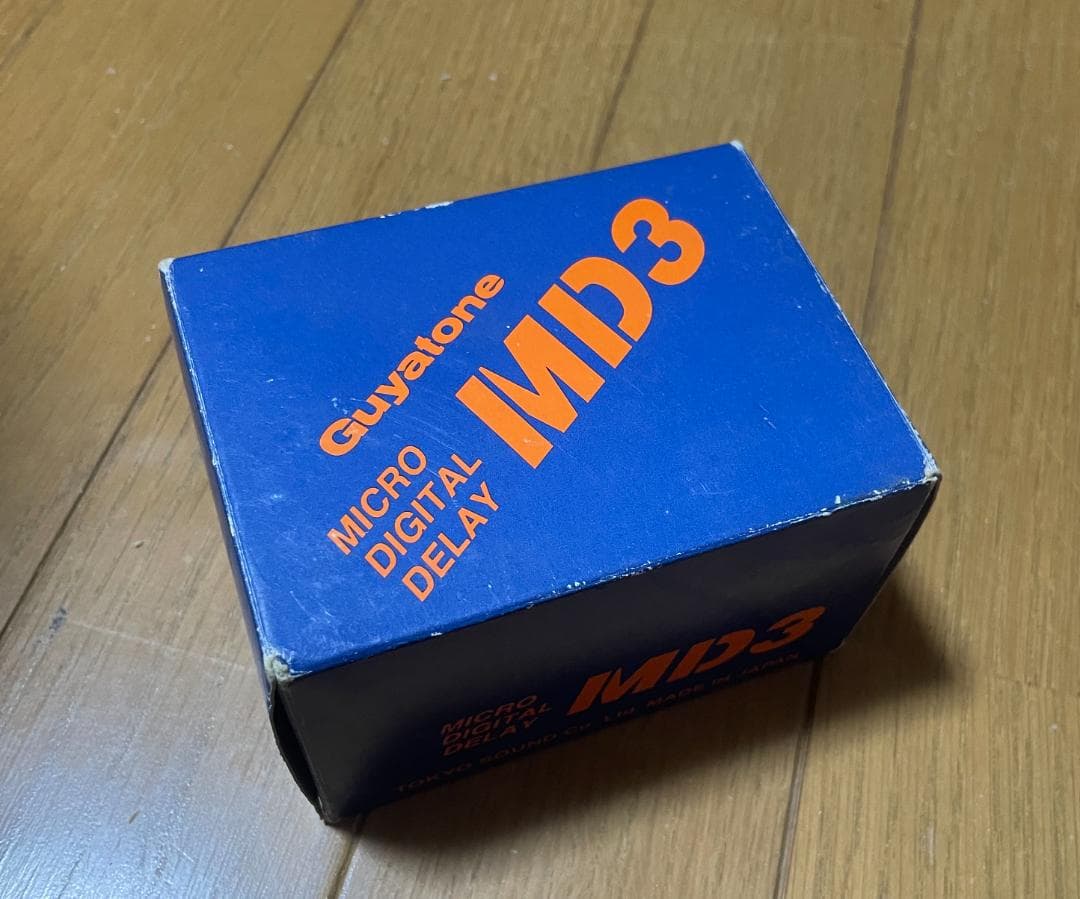 Guyatone
MICRO
DIGITAL
DELAY
MD3
MICRO
DIGITAL
DELAY
MD3
TOKYO SOUND Co., Ltd. MADE IN JAPAN